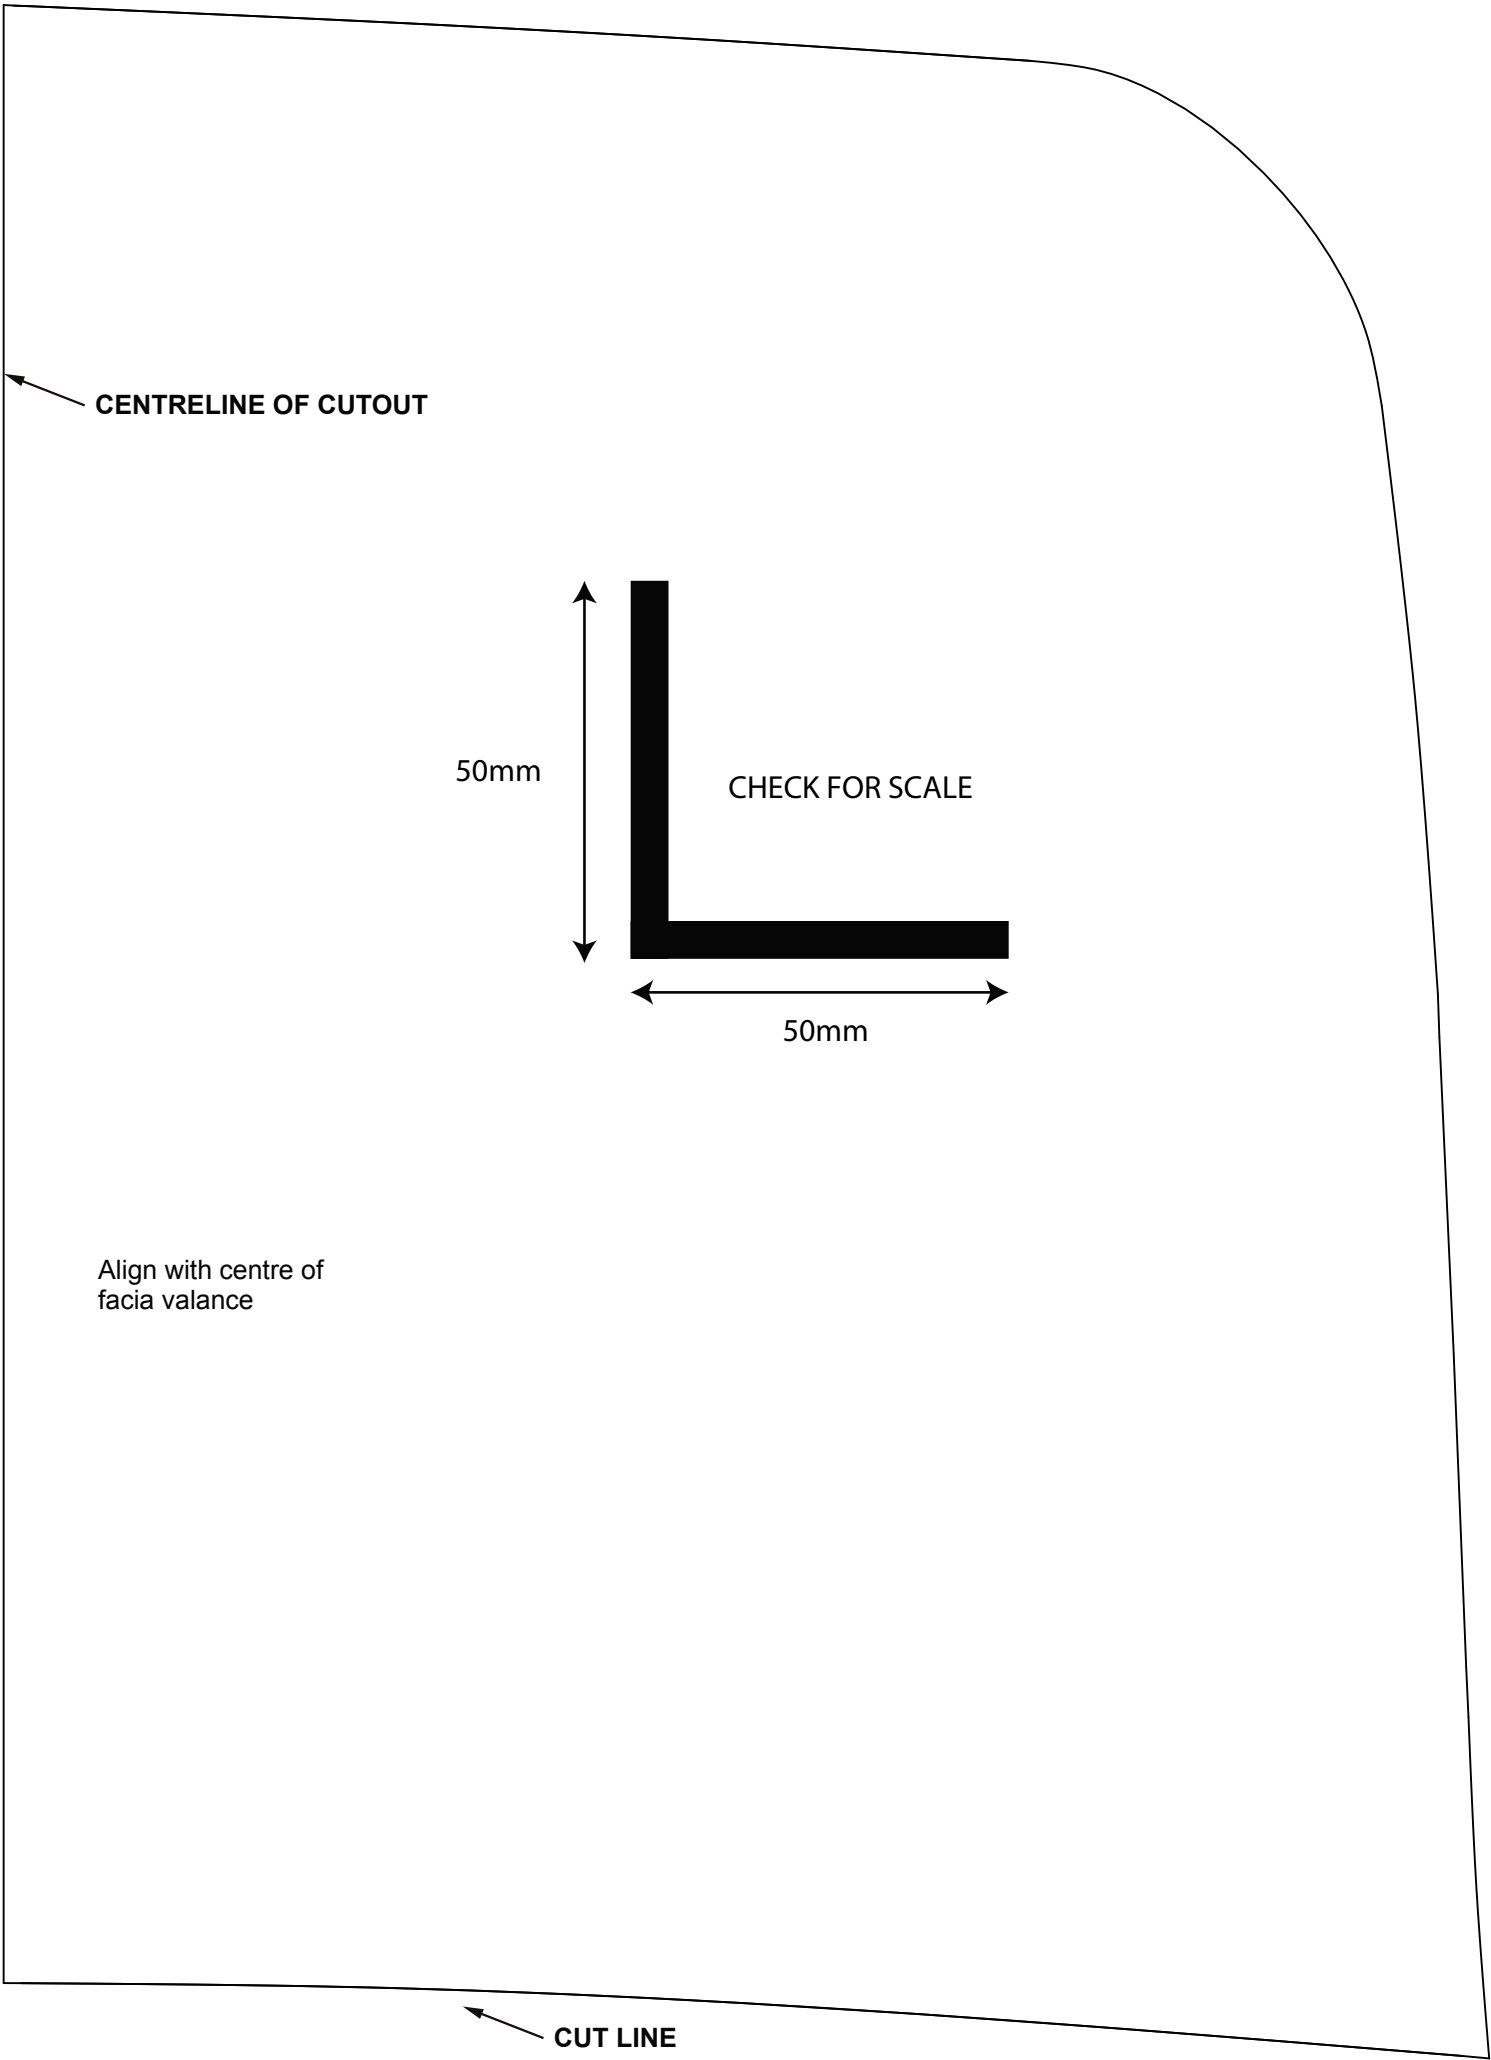 CENTRELINE OF CUTOUT
50mm
CHECK FOR SCALE
50mm
Align with centre of
facia valance
CUT LINE